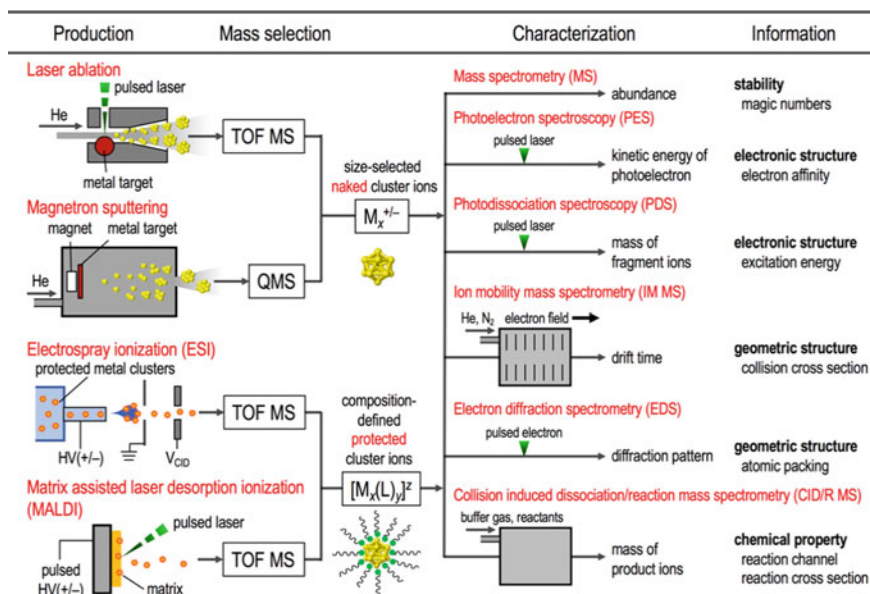 Production
Mass selection
Characterization
Information
Laser ablation
pulsed laser
He
metal target
TOF MS
Magnetron sputtering
magnet
metal target
He
QMS
size-selected
naked cluster ions
Mₓ⁺/⁻
Electrospray ionization (ESI)
protected metal clusters
HV(+/–)
V_CID
TOF MS
Matrix assisted laser desorption ionization
(MALDI)
pulsed laser
pulsed
HV(+/–)
matrix
TOF MS
composition-
defined
protected
cluster ions
[Mₓ(L)ᵧ]ᶻ
Mass spectrometry (MS)
abundance
stability
magic numbers
Photoelectron spectroscopy (PES)
pulsed laser
kinetic energy of
photoelectron
electronic structure
electron affinity
Photodissociation spectroscopy (PDS)
pulsed laser
mass of
fragment ions
electronic structure
excitation energy
Ion mobility mass spectrometry (IM MS)
He, N₂
electron field
drift time
geometric structure
collision cross section
Electron diffraction spectrometry (EDS)
pulsed electron
diffraction pattern
geometric structure
atomic packing
Collision induced dissociation/reaction mass spectrometry (CID/R MS)
buffer gas, reactants
mass of
product ions
chemical property
reaction channel
reaction cross section